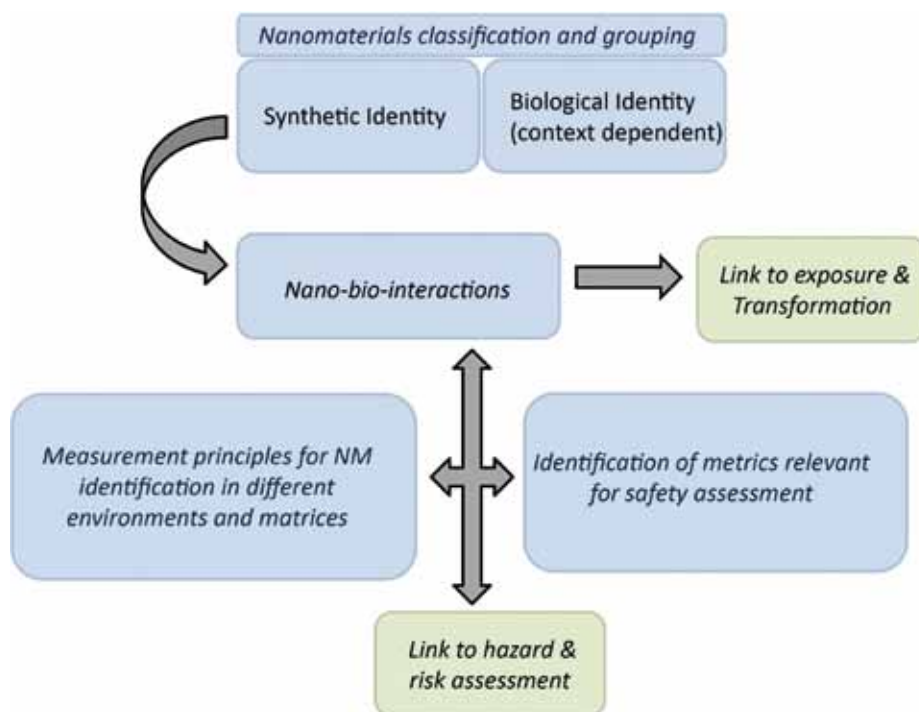 Nanomaterials classification and grouping
Synthetic Identity
Biological Identity
(context dependent)
Nano-bio-interactions
Link to exposure &
Transformation
Measurement principles for NM
identification in different
environments and matrices
Identification of metrics relevant
for safety assessment
Link to hazard &
risk assessment